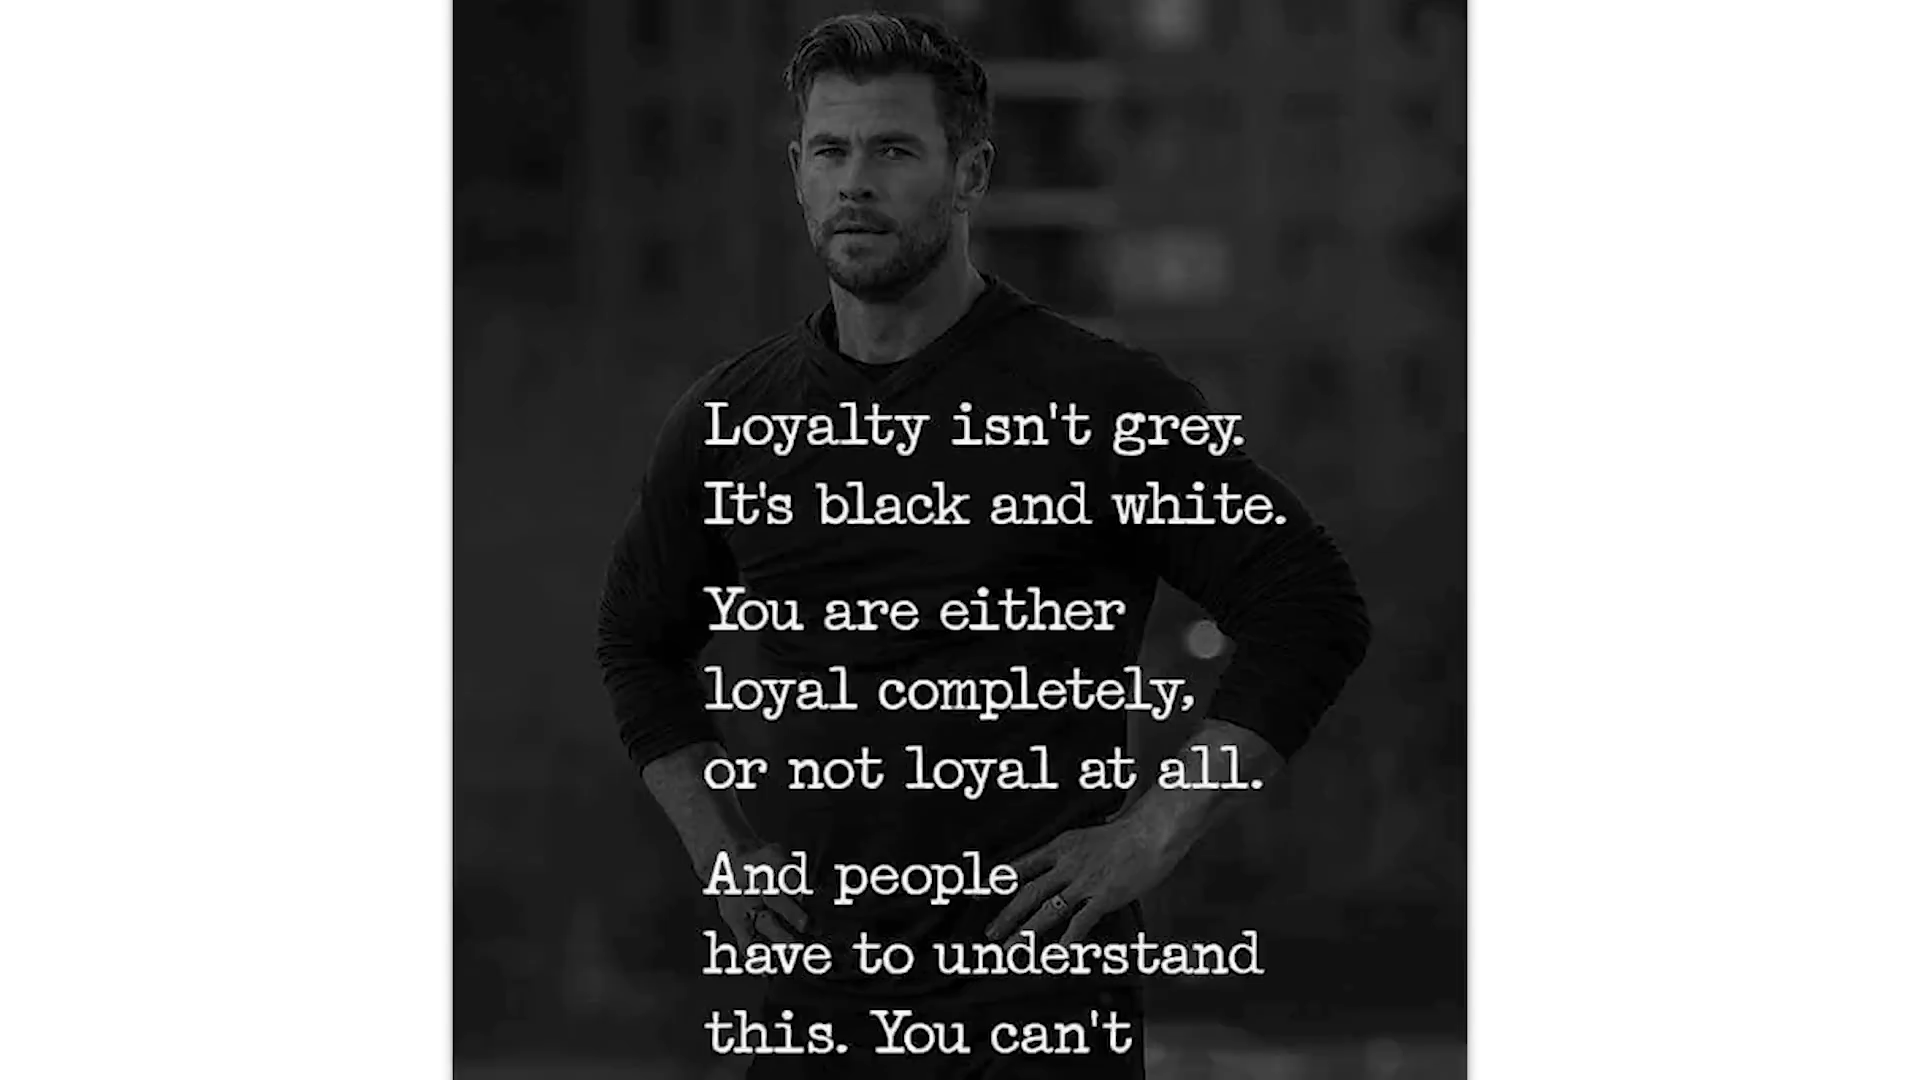 Loyalty isn't grey.
It's black and white.
You are either
loyal completely,
or not loyal at all.
And people
have to understand
this. You can't